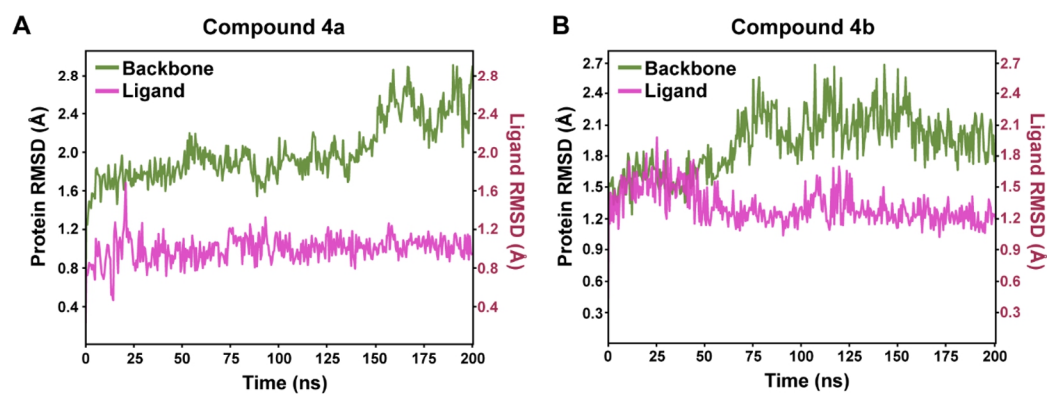 A
Compound 4a
Backbone
Ligand
Protein RMSD (Å)
2.8
2.4
2.0
1.6
1.2
0.8
0.4
2.8
2.4
2.0
1.6
1.2
0.8
0.4
Ligand RMSD (Å)
0 25 50 75 100 125 150 175 200
Time (ns)
B
Compound 4b
Backbone
Ligand
Protein RMSD (Å)
2.7
2.4
2.1
1.8
1.5
1.2
0.9
0.6
0.3
2.7
2.4
2.1
1.8
1.5
1.2
0.9
0.6
0.3
Ligand RMSD (Å)
0 25 50 75 100 125 150 175 200
Time (ns)